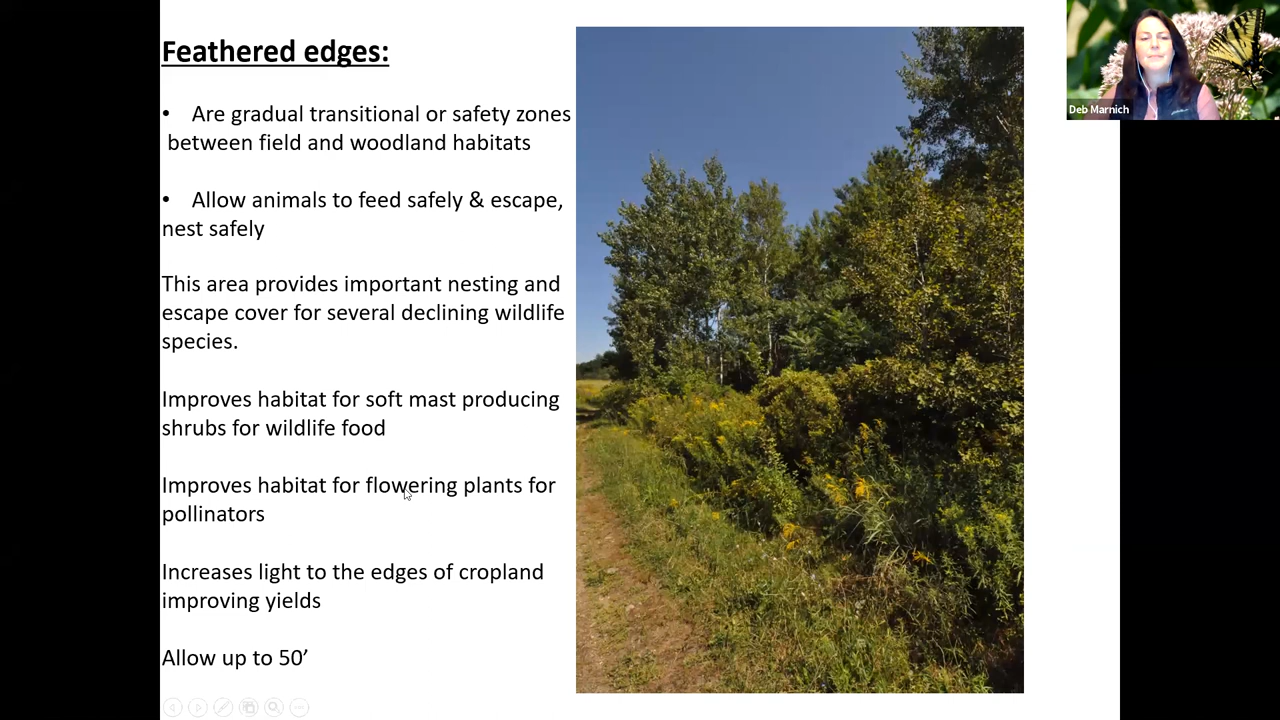 Feathered edges:
• Are gradual transitional or safety zones
between field and woodland habitats
• Allow animals to feed safely & escape,
nest safely
This area provides important nesting and
escape cover for several declining wildlife
species.
Improves habitat for soft mast producing
shrubs for wildlife food
Improves habitat for flowering plants for
pollinators
Increases light to the edges of cropland
improving yields
Allow up to 50’
Deb Marnich